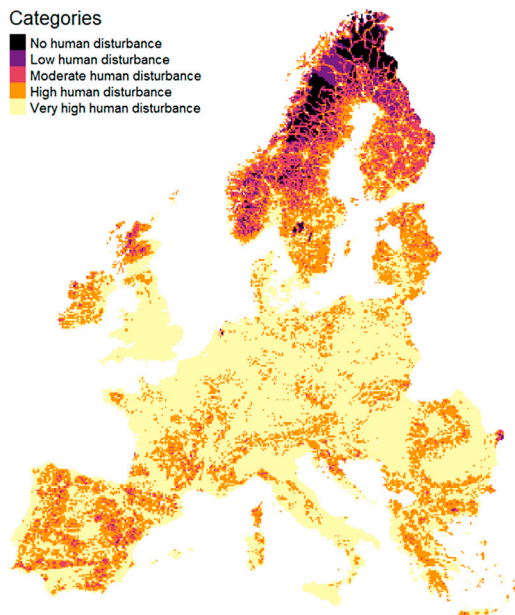 Categories
No human disturbance
Low human disturbance
Moderate human disturbance
High human disturbance
Very high human disturbance